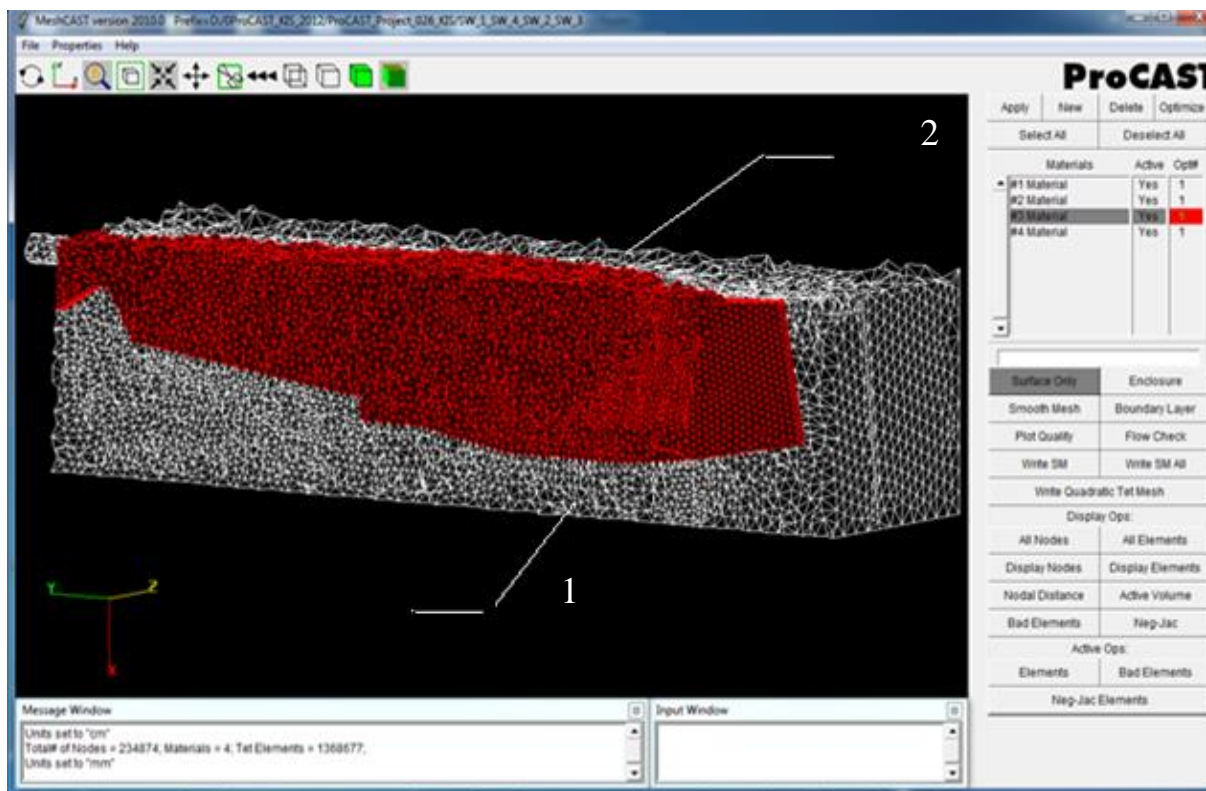 MeshCAST version 2010.0 Prefix=D:/0ProCAST_KIS_2012/ProCAST_Project_026_KIS/SW_1_SW_4_SW_2_SW_3
File Properties Help
ProCAST
Apply New Delete Optimize
Select All Deselect All
Materials Active Opt#
#1 Material Yes 1
#2 Material Yes 1
#3 Material Yes 1
#4 Material Yes 1
Surface Only Enclosure
Smooth Mesh Boundary Layer
Plot Quality Flow Check
Write SM Write SM All
Write Quadratic Tet Mesh
Display Ops:
All Nodes All Elements
Display Nodes Display Elements
Nodal Distance Active Volume
Bad Elements Neg-Jac
Active Ops:
Elements Bad Elements
Neg-Jac Elements
2
1
Y Z
X
Message Window
Units set to "cm"
Total# of Nodes = 234874; Materials = 4; Tet Elements = 1368677;
Units set to "mm"
Input Window